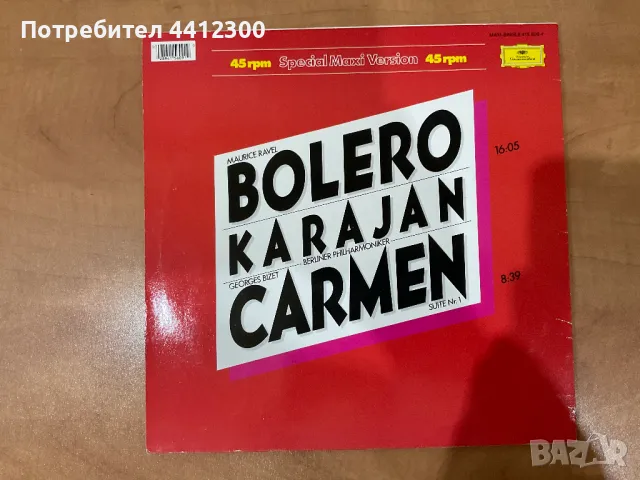 Потребител 4412300
45 rpm Special Maxi Version 45 rpm
MAURICE RAVEL
BOLERO
16:05
KARAJAN
BERLINER PHILHARMONIKER
GEORGES BIZET
CARMEN
8:39
SUITE Nr. 1
BAZAR